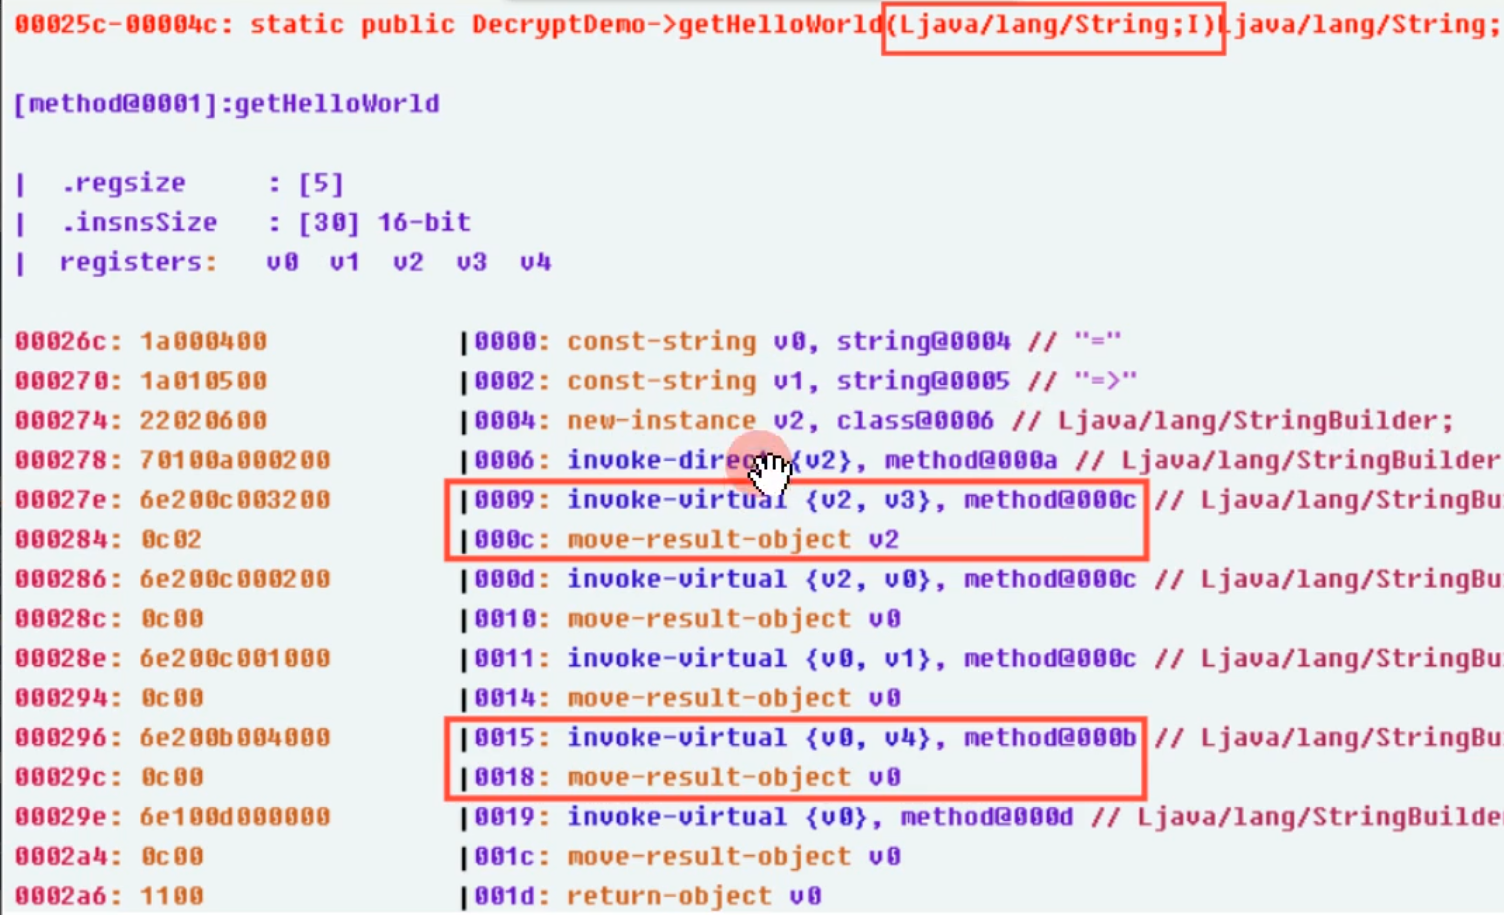 00025c-00004c: static public DecryptDemo->getHelloWorld(Ljava/lang/String;I)Ljava/lang/String;
[method@0001]:getHelloWorld
| .regsize : [5]
| .insnsSize : [30] 16-bit
| registers: v0 v1 v2 v3 v4
00026c: 1a000400 |0000: const-string v0, string@0004 // "="
000270: 1a010500 |0002: const-string v1, string@0005 // "=>"
000274: 22020600 |0004: new-instance v2, class@0006 // Ljava/lang/StringBuilder;
000278: 70100a000200 |0006: invoke-direct {v2}, method@000a // Ljava/lang/StringBuilder
00027e: 6e200c003200 |0009: invoke-virtual {v2, v3}, method@000c // Ljava/lang/StringBu
000284: 0c02 |000c: move-result-object v2
000286: 6e200c000200 |000d: invoke-virtual {v2, v0}, method@000c // Ljava/lang/StringBu
00028c: 0c00 |0010: move-result-object v0
00028e: 6e200c001000 |0011: invoke-virtual {v0, v1}, method@000c // Ljava/lang/StringBu
000294: 0c00 |0014: move-result-object v0
000296: 6e200b004000 |0015: invoke-virtual {v0, v4}, method@000b // Ljava/lang/StringBu
00029c: 0c00 |0018: move-result-object v0
00029e: 6e100d000000 |0019: invoke-virtual {v0}, method@000d // Ljava/lang/StringBuilde
0002a4: 0c00 |001c: move-result-object v0
0002a6: 1100 |001d: return-object v0